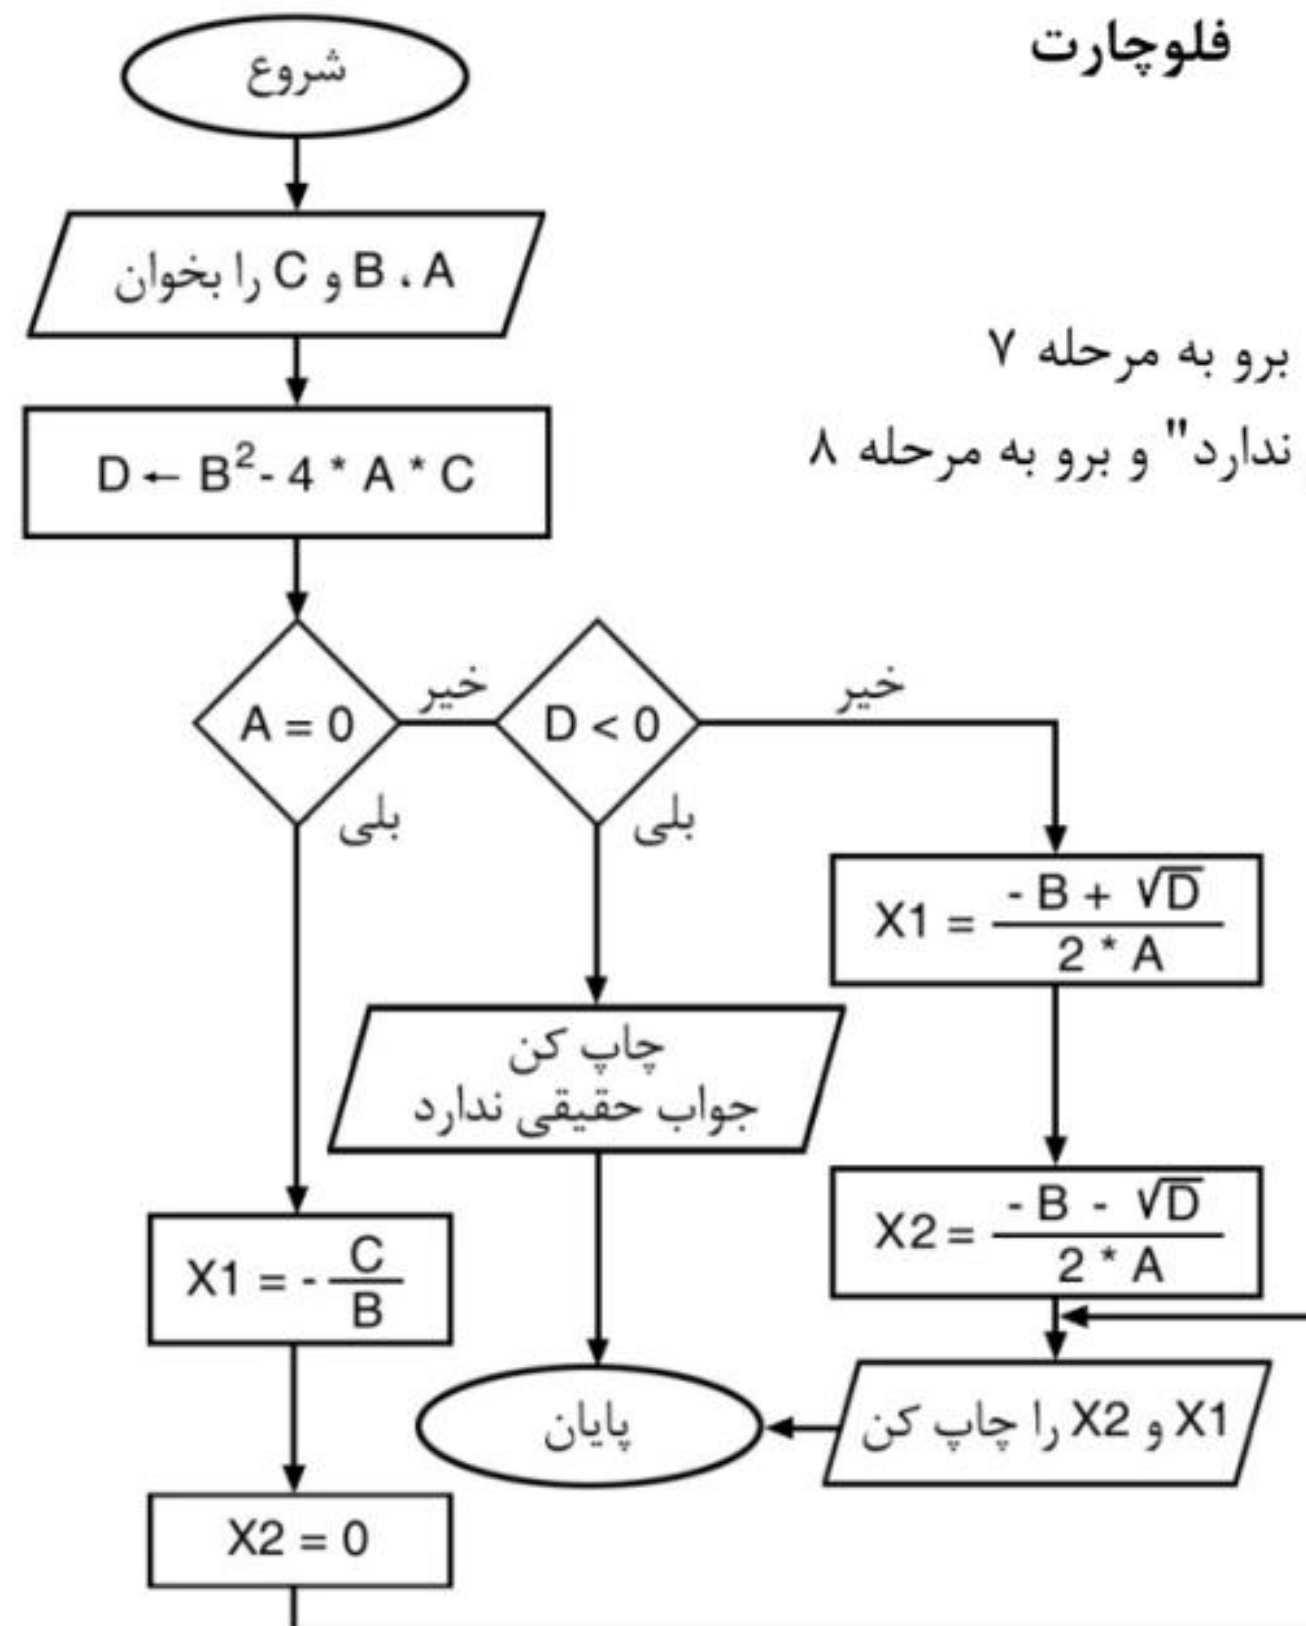 فلوچارت
شروع
A ، B و C را بخوان
برو به مرحله ۷
ندارد" و برو به مرحله ۸
D ← B² - 4 * A * C
A = 0
خیر
بلی
D < 0
خیر
بلی
X1 = (- B + √D) / (2 * A)
چاپ کن
جواب حقیقی ندارد
X2 = (- B - √D) / (2 * A)
X1 = - C / B
X1 و X2 را چاپ کن
پایان
X2 = 0